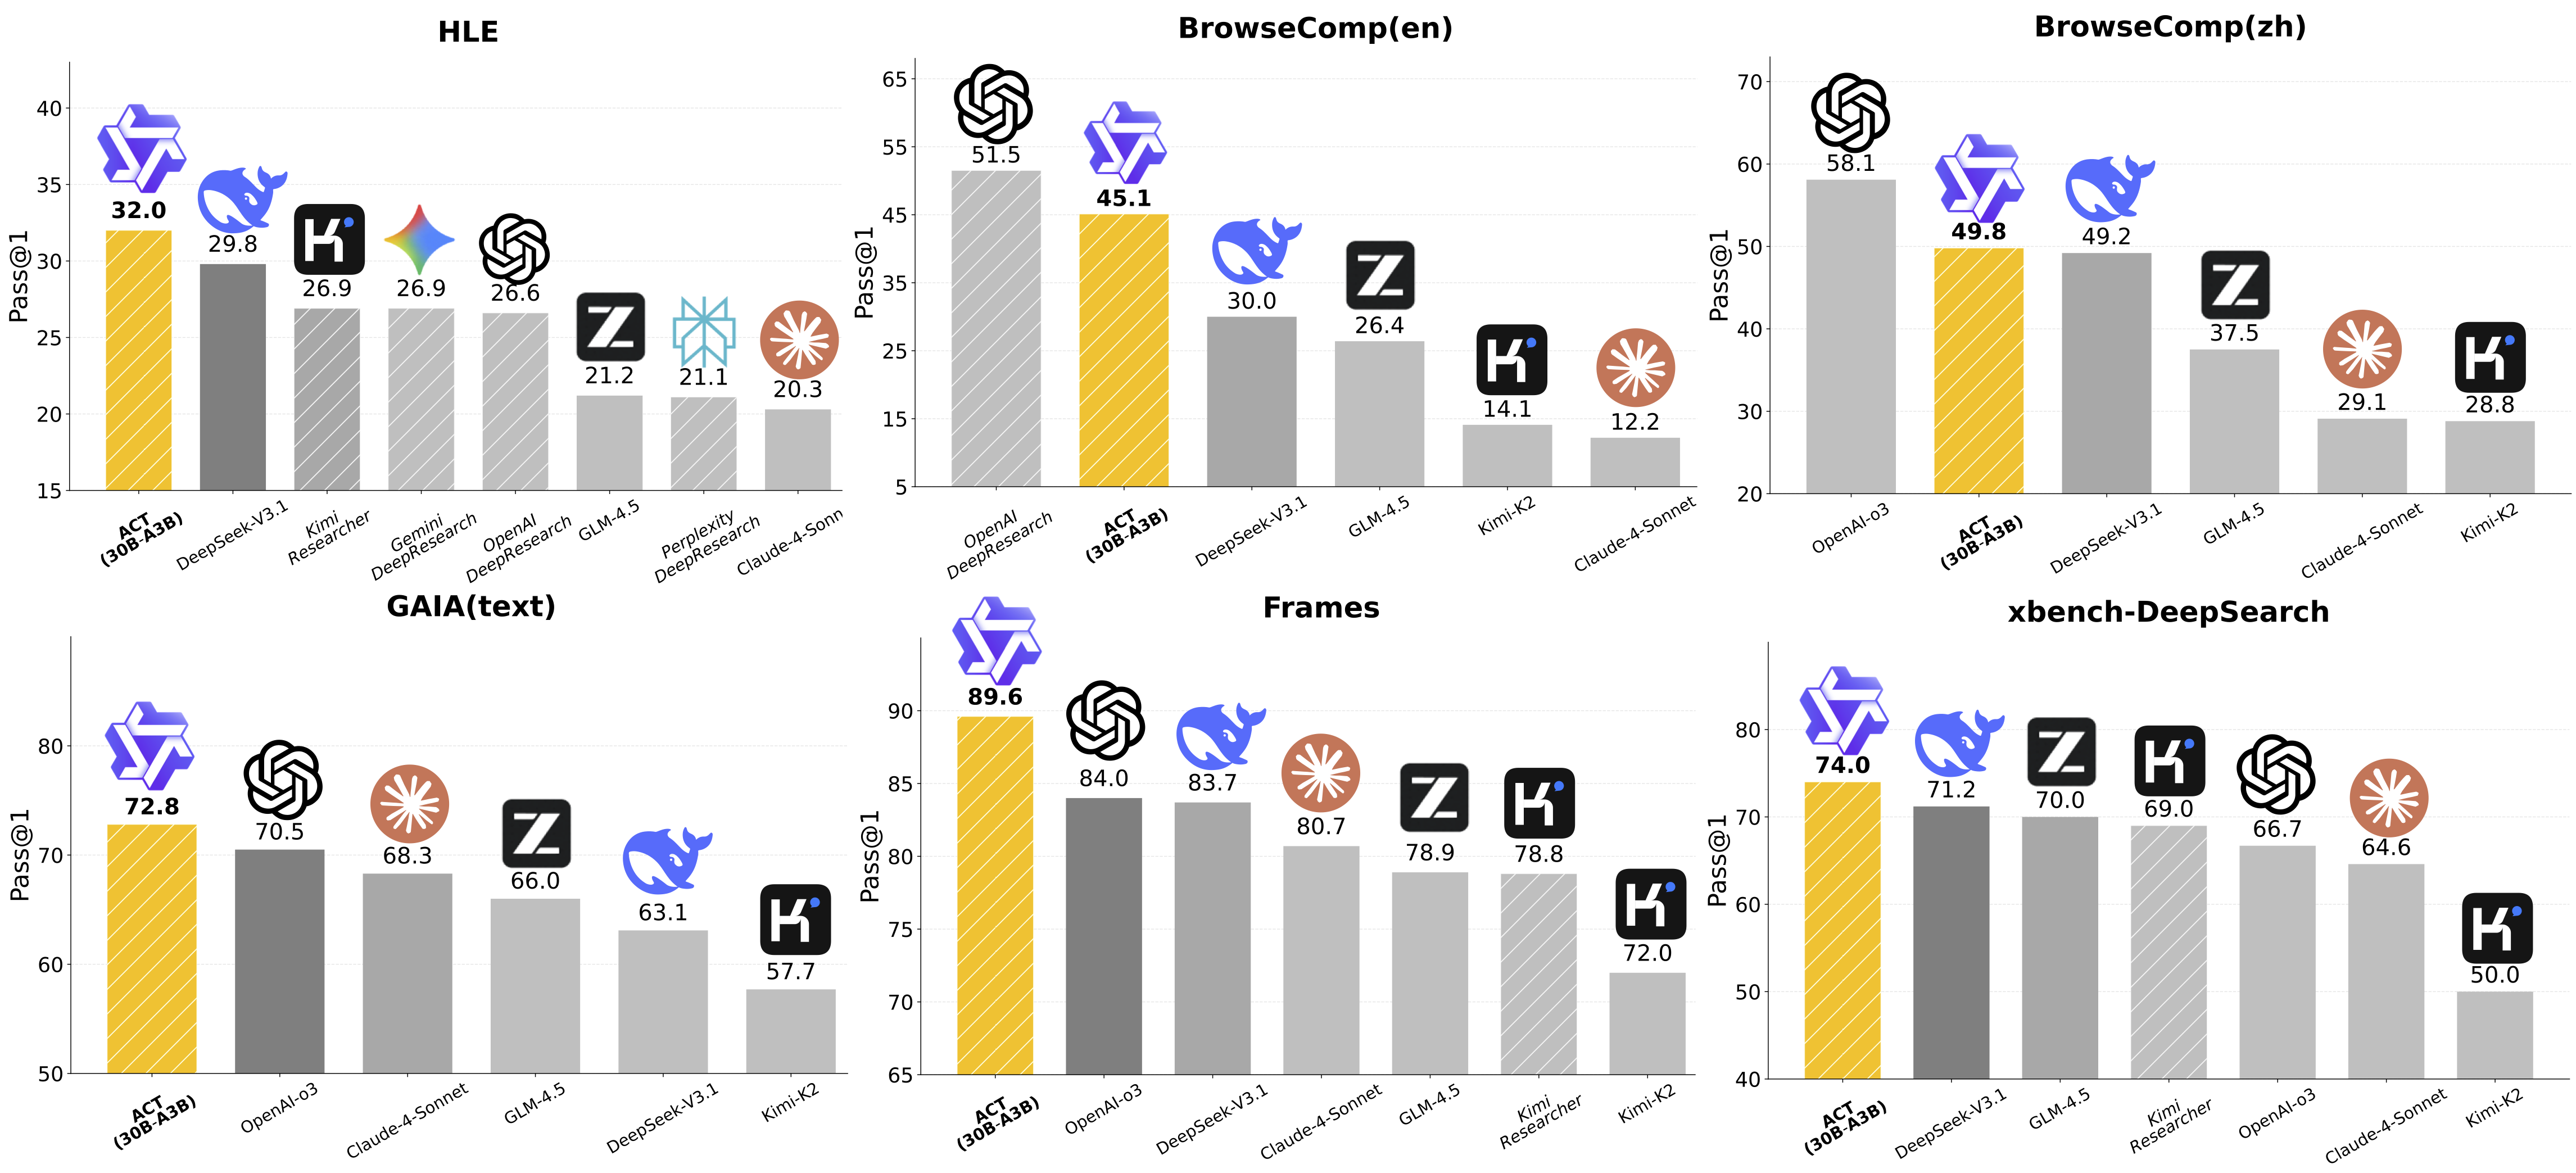 HLE
Pass@1
40
35
30
25
20
15
32.0
29.8
26.9
26.9
26.6
21.2
21.1
20.3
ACT
(30B-A3B)
DeepSeek-V3.1
Kimi
Researcher
Gemini
DeepResearch
OpenAI
DeepResearch
GLM-4.5
Perplexity
DeepResearch
Claude-4-Sonn
BrowseComp(en)
Pass@1
65
55
45
35
25
15
5
51.5
45.1
30.0
26.4
14.1
12.2
OpenAI
DeepResearch
ACT
(30B-A3B)
DeepSeek-V3.1
GLM-4.5
Kimi-K2
Claude-4-Sonnet
BrowseComp(zh)
Pass@1
70
60
50
40
30
20
58.1
49.8
49.2
37.5
29.1
28.8
OpenAI-o3
ACT
(30B-A3B)
DeepSeek-V3.1
GLM-4.5
Claude-4-Sonnet
Kimi-K2
GAIA(text)
Pass@1
80
70
60
50
72.8
70.5
68.3
66.0
63.1
57.7
ACT
(30B-A3B)
OpenAI-o3
Claude-4-Sonnet
GLM-4.5
DeepSeek-V3.1
Kimi-K2
Frames
Pass@1
90
85
80
75
70
65
89.6
84.0
83.7
80.7
78.9
78.8
72.0
ACT
(30B-A3B)
OpenAI-o3
DeepSeek-V3.1
Claude-4-Sonnet
GLM-4.5
Kimi
Researcher
Kimi-K2
xbench-DeepSearch
Pass@1
80
70
60
50
40
74.0
71.2
70.0
69.0
66.7
64.6
50.0
ACT
(30B-A3B)
DeepSeek-V3.1
GLM-4.5
Kimi
Researcher
OpenAI-o3
Claude-4-Sonnet
Kimi-K2